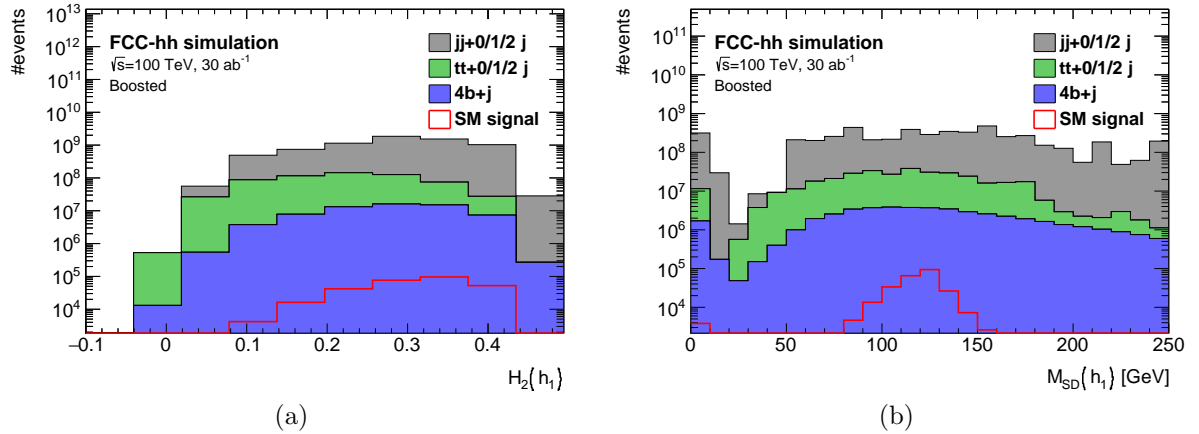 #events
10¹³
10¹²
10¹¹
10¹⁰
10⁹
10⁸
10⁷
10⁶
10⁵
10⁴
FCC-hh simulation
√s=100 TeV, 30 ab⁻¹
Boosted
jj+0/1/2 j
tt+0/1/2 j
4b+j
SM signal
−0.1 0 0.1 0.2 0.3 0.4
H₂(h₁)
(a)
#events
10¹¹
10¹⁰
10⁹
10⁸
10⁷
10⁶
10⁵
10⁴
FCC-hh simulation
√s=100 TeV, 30 ab⁻¹
Boosted
jj+0/1/2 j
tt+0/1/2 j
4b+j
SM signal
0 50 100 150 200 250
M_SD(h₁) [GeV]
(b)